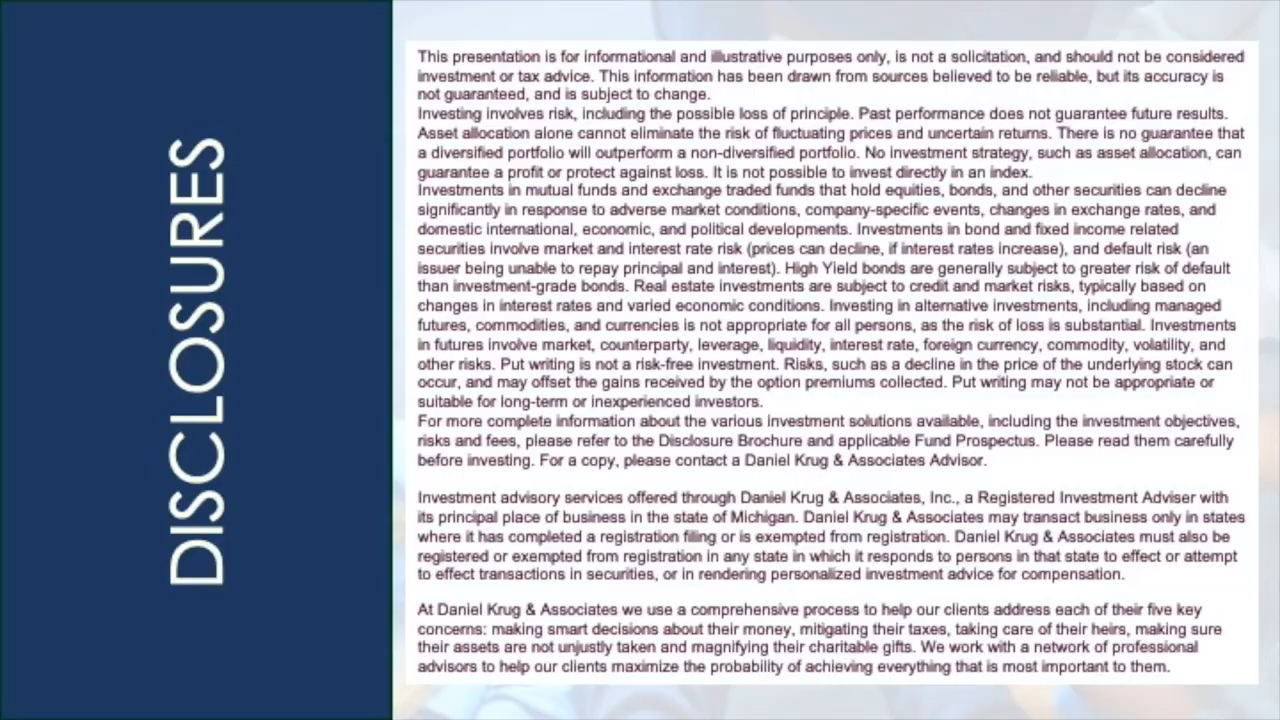 DISCLOSURES
This presentation is for informational and illustrative purposes only, is not a solicitation, and should not be considered
investment or tax advice. This information has been drawn from sources believed to be reliable, but its accuracy is
not guaranteed, and is subject to change.
Investing involves risk, including the possible loss of principle. Past performance does not guarantee future results.
Asset allocation alone cannot eliminate the risk of fluctuating prices and uncertain returns. There is no guarantee that
a diversified portfolio will outperform a non-diversified portfolio. No investment strategy, such as asset allocation, can
guarantee a profit or protect against loss. It is not possible to invest directly in an index.
Investments in mutual funds and exchange traded funds that hold equities, bonds, and other securities can decline
significantly in response to adverse market conditions, company-specific events, changes in exchange rates, and
domestic international, economic, and political developments. Investments in bond and fixed income related
securities involve market and interest rate risk (prices can decline, if interest rates increase), and default risk (an
issuer being unable to repay principal and interest). High Yield bonds are generally subject to greater risk of default
than investment-grade bonds. Real estate investments are subject to credit and market risks, typically based on
changes in interest rates and varied economic conditions. Investing in alternative investments, including managed
futures, commodities, and currencies is not appropriate for all persons, as the risk of loss is substantial. Investments
in futures involve market, counterparty, leverage, liquidity, interest rate, foreign currency, commodity, volatility, and
other risks. Put writing is not a risk-free investment. Risks, such as a decline in the price of the underlying stock can
occur, and may offset the gains received by the option premiums collected. Put writing may not be appropriate or
suitable for long-term or inexperienced investors.
For more complete information about the various investment solutions available, including the investment objectives,
risks and fees, please refer to the Disclosure Brochure and applicable Fund Prospectus. Please read them carefully
before investing. For a copy, please contact a Daniel Krug & Associates Advisor.
Investment advisory services offered through Daniel Krug & Associates, Inc., a Registered Investment Adviser with
its principal place of business in the state of Michigan. Daniel Krug & Associates may transact business only in states
where it has completed a registration filing or is exempted from registration. Daniel Krug & Associates must also be
registered or exempted from registration in any state in which it responds to persons in that state to effect or attempt
to effect transactions in securities, or in rendering personalized investment advice for compensation.
At Daniel Krug & Associates we use a comprehensive process to help our clients address each of their five key
concerns: making smart decisions about their money, mitigating their taxes, taking care of their heirs, making sure
their assets are not unjustly taken and magnifying their charitable gifts. We work with a network of professional
advisors to help our clients maximize the probability of achieving everything that is most important to them.